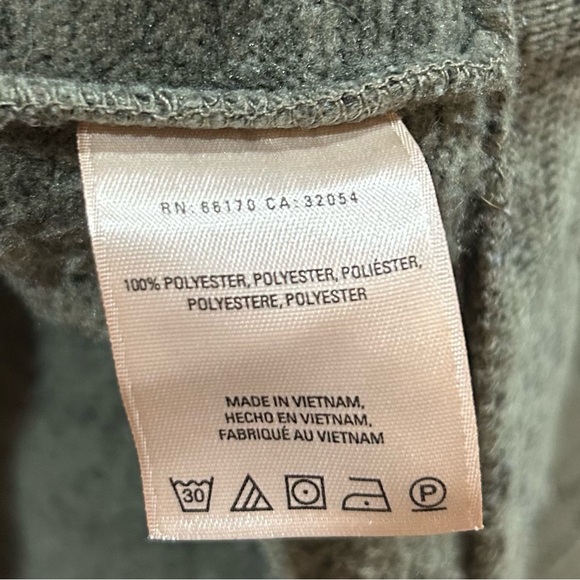 RN: 66170 CA: 32054
100% POLYESTER, POLYESTER, POLIÉSTER,
POLYESTERE, POLYESTER
MADE IN VIETNAM,
HECHO EN VIETNAM,
FABRIQUÉ AU VIETNAM
30 P